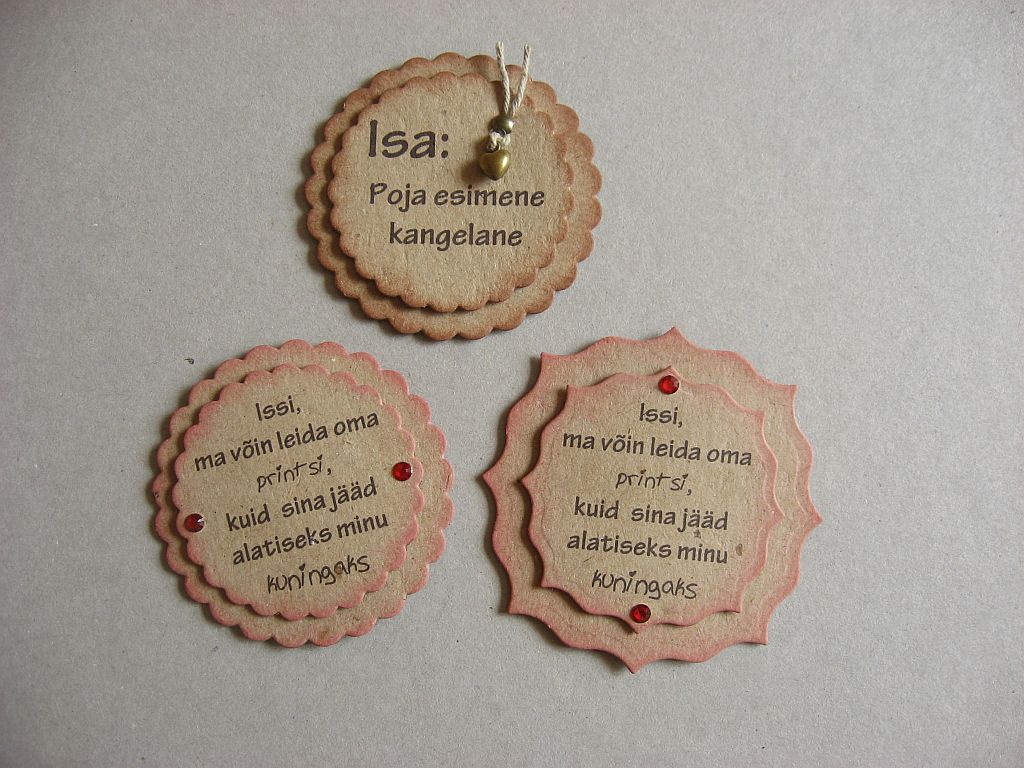 Isa:
Poja esimene
kangelane
Issi,
ma võin leida oma
printsi,
kuid sina jääd
alatiseks minu
kuningaks
Issi,
ma võin leida oma
printsi,
kuid sina jääd
alatiseks minu
kuningaks